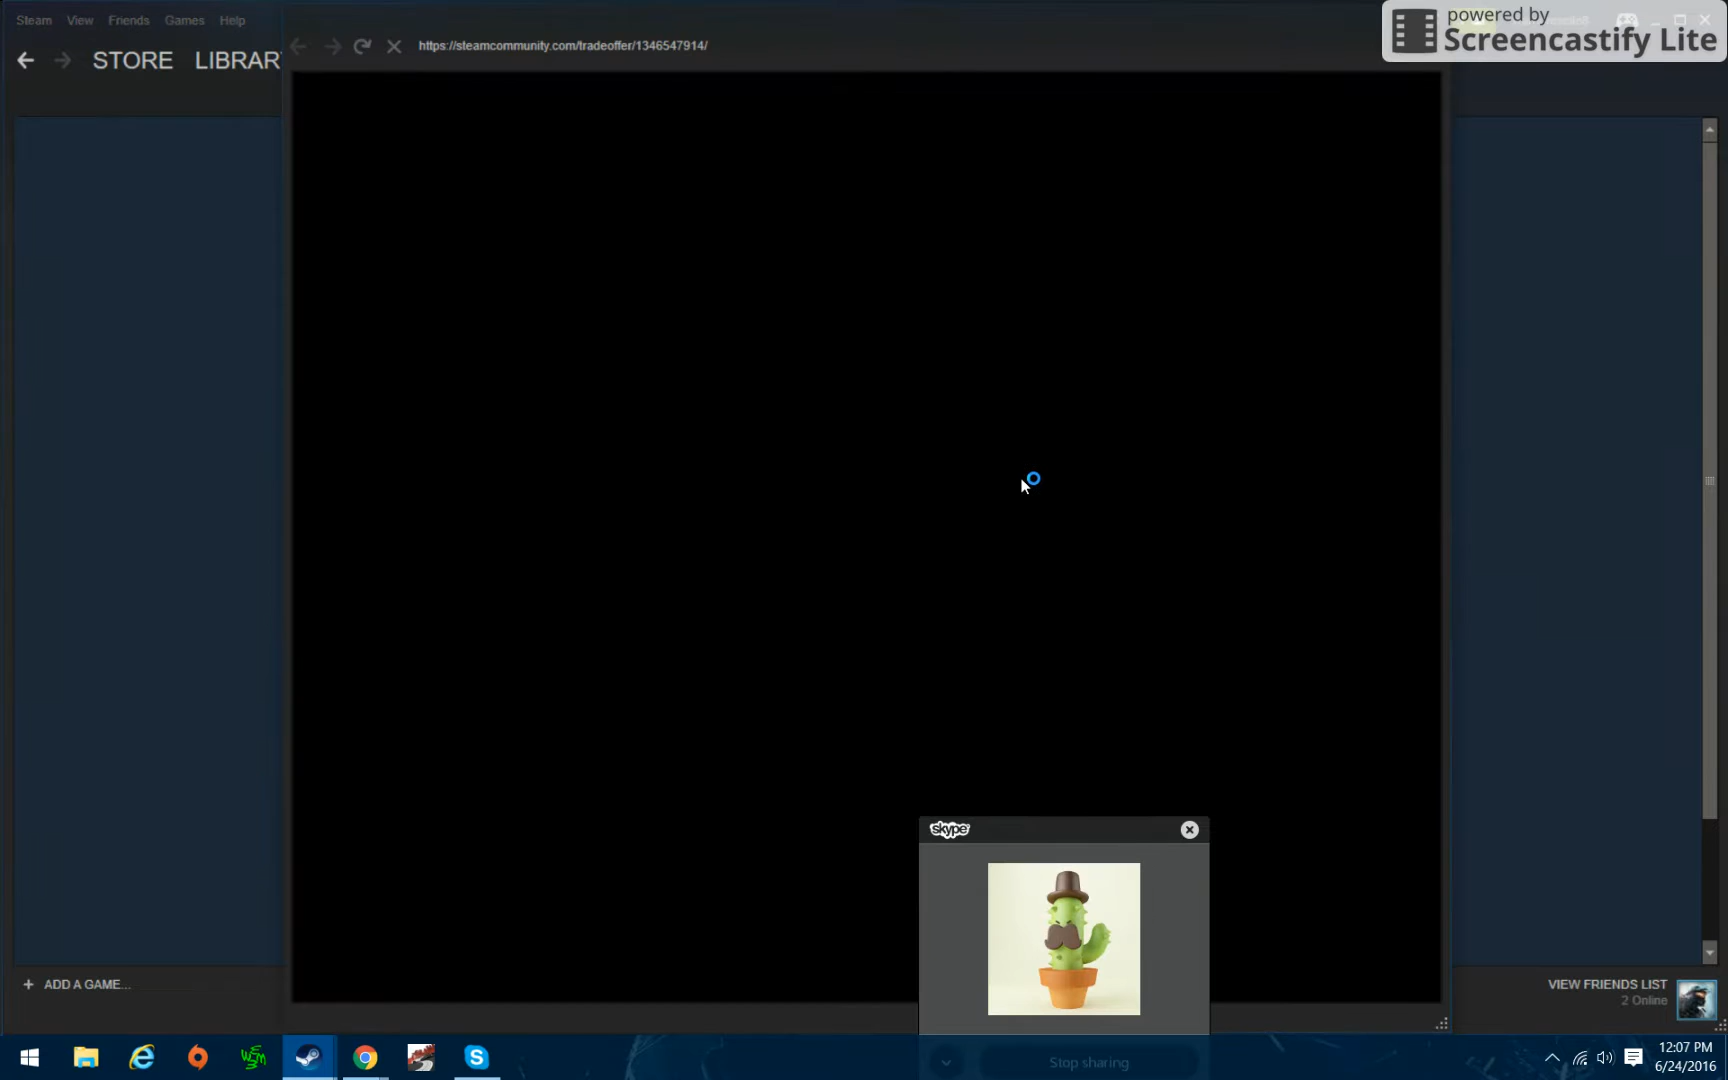 Steam View Friends Games Help
powered by
Screencastify Lite
STORE LIBRAR
https://steamcommunity.com/tradeoffer/1346547914/
skype
+ ADD A GAME...
VIEW FRIENDS LIST
2 Online
Stop sharing
12:07 PM
6/24/2016